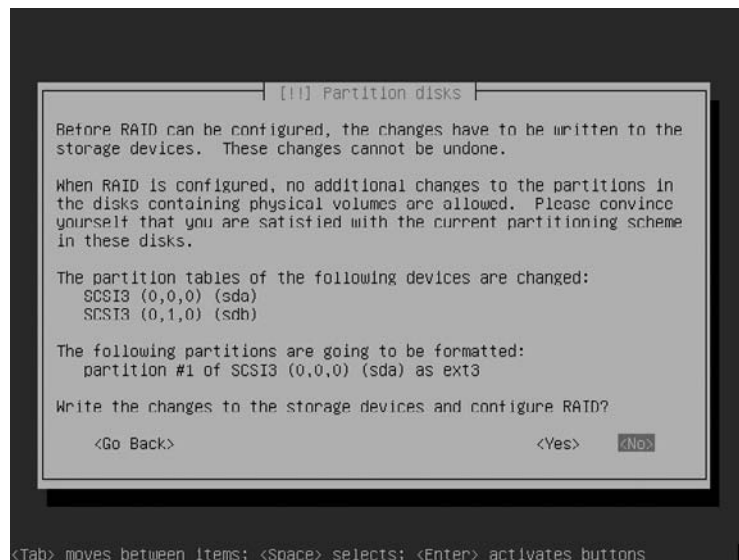 [!!] Partition disks
Before RAID can be configured, the changes have to be written to the
storage devices.  These changes cannot be undone.
When RAID is configured, no additional changes to the partitions in
the disks containing physical volumes are allowed.  Please convince
yourself that you are satisfied with the current partitioning scheme
in these disks.
The partition tables of the following devices are changed:
SCSI3 (0,0,0) (sda)
SCSI3 (0,1,0) (sdb)
The following partitions are going to be formatted:
partition #1 of SCSI3 (0,0,0) (sda) as ext3
Write the changes to the storage devices and configure RAID?
<Go Back> <Yes> <No>
<Tab> moves between items; <Space> selects; <Enter> activates buttons